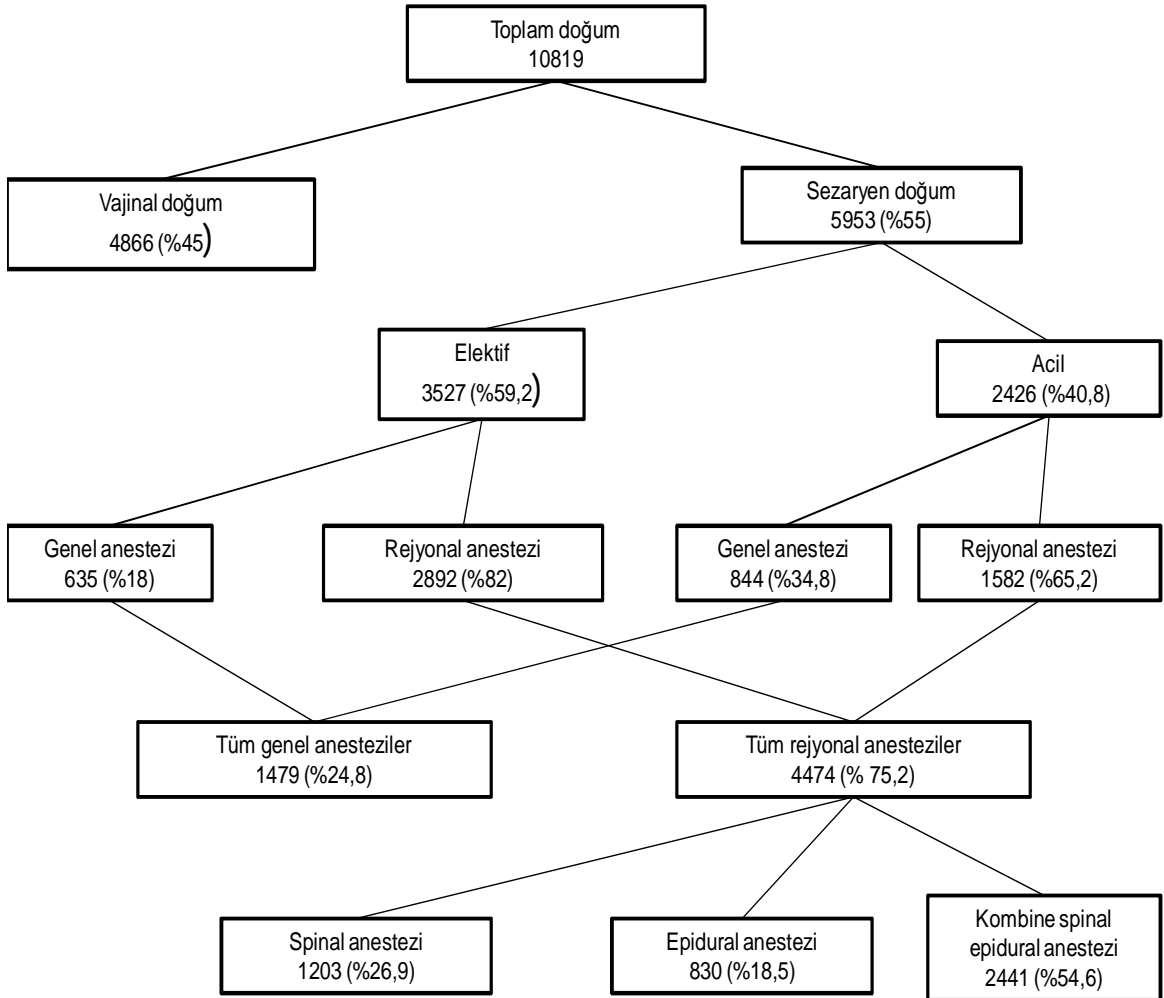 Toplam doğum
10819
Vajinal doğum
4866 (%45)
Sezaryen doğum
5953 (%55)
Elektif
3527 (%59,2)
Acil
2426 (%40,8)
Genel anestezi
635 (%18)
Rejyonal anestezi
2892 (%82)
Genel anestezi
844 (%34,8)
Rejyonal anestezi
1582 (%65,2)
Tüm genel anesteziler
1479 (%24,8)
Tüm rejyonal anesteziler
4474 (% 75,2)
Spinal anestezi
1203 (%26,9)
Epidural anestezi
830 (%18,5)
Kombine spinal
epidural anestezi
2441 (%54,6)